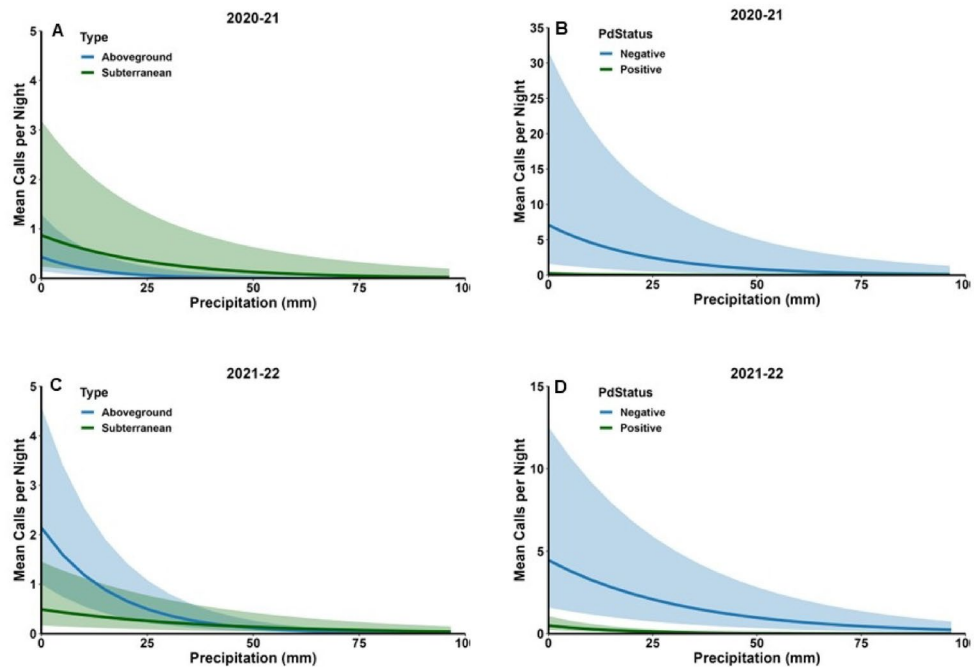 A
2020-21
Type
Aboveground
Subterranean
5
4
3
2
1
0
Mean Calls per Night
0
25
50
75
10
Precipitation (mm)
B
2020-21
PdStatus
Negative
Positive
35
30
25
20
15
10
5
0
Mean Calls per Night
0
25
50
75
10
Precipitation (mm)
C
2021-22
Type
Aboveground
Subterranean
5
4
3
2
1
0
Mean Calls per Night
0
25
50
75
100
Precipitation (mm)
D
2021-22
PdStatus
Negative
Positive
15
10
5
0
Mean Calls per Night
0
25
50
75
100
Precipitation (mm)